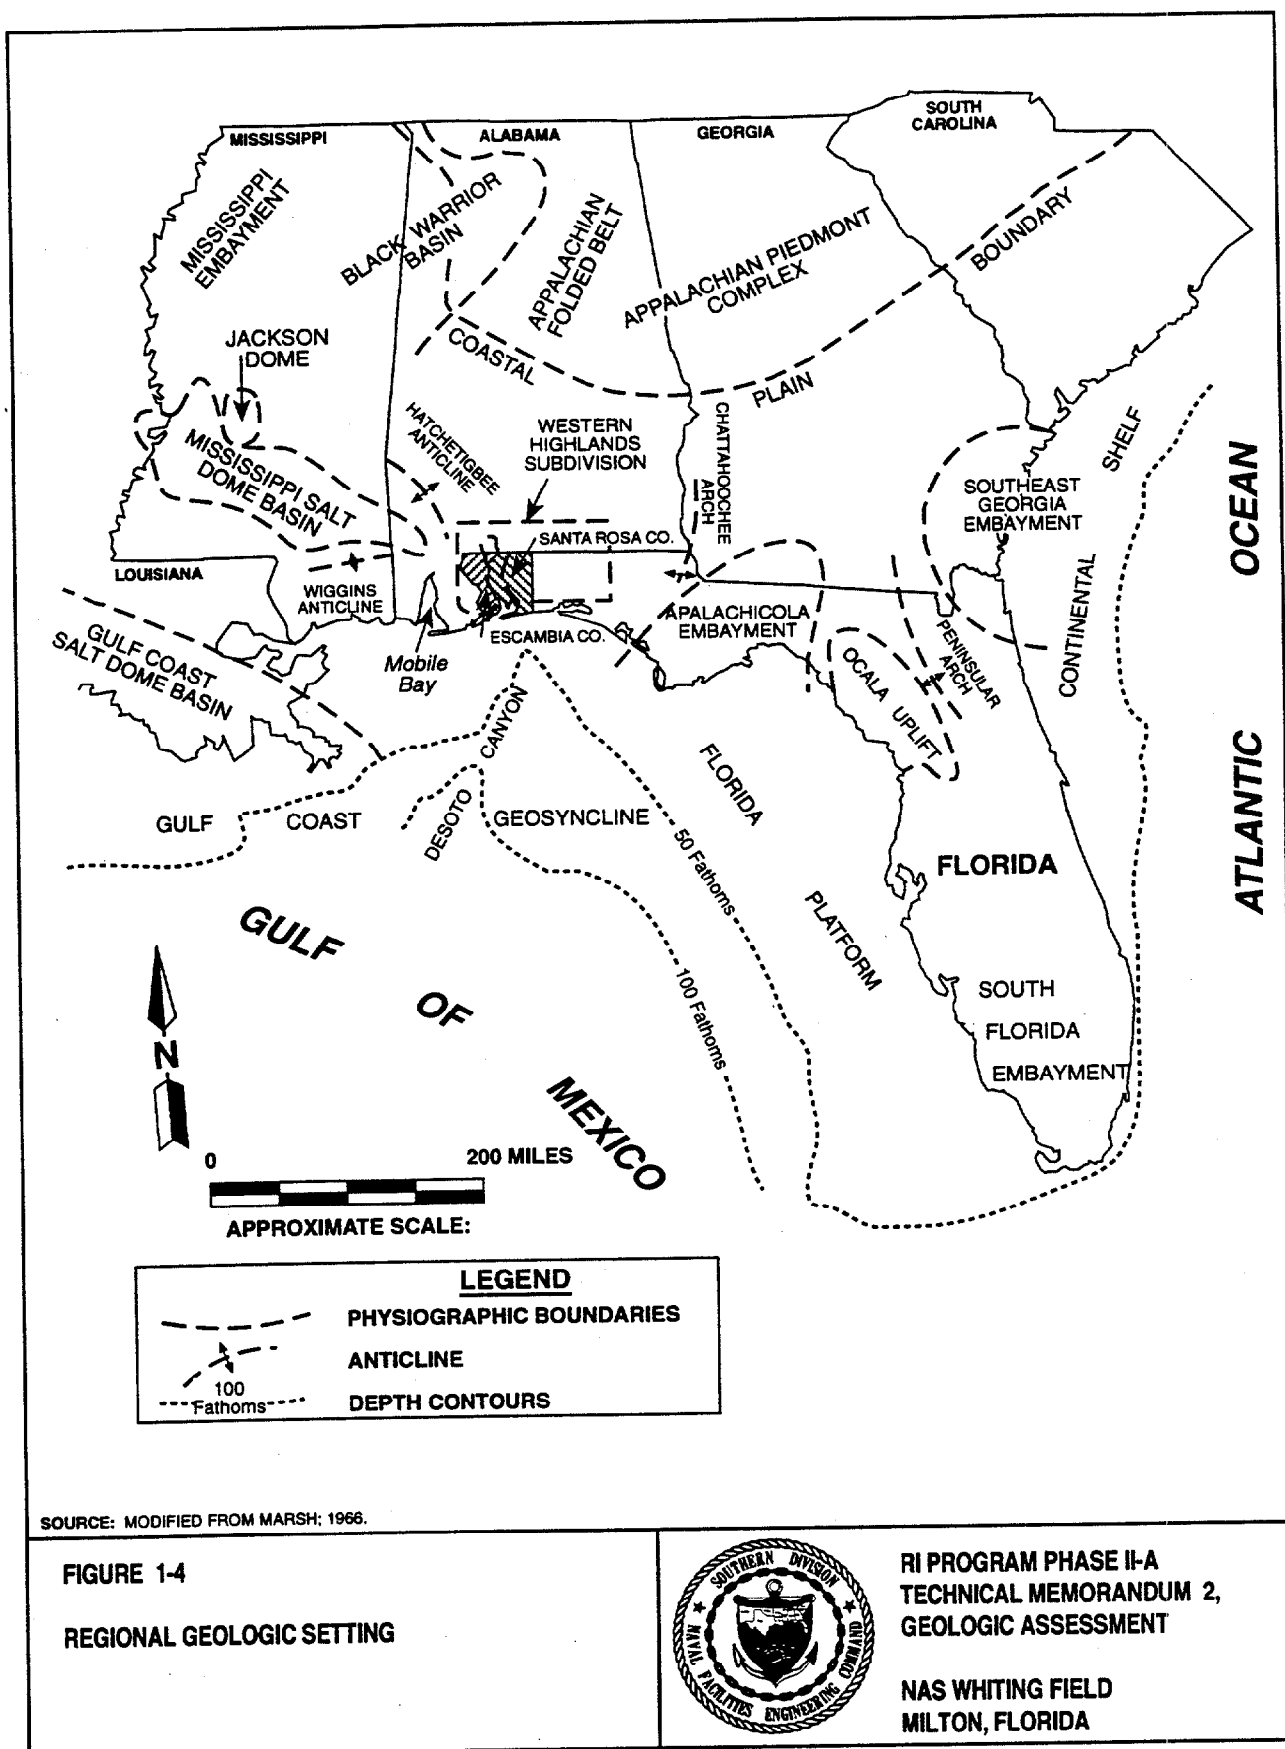 SOUTH
CAROLINA
MISSISSIPPI
ALABAMA
GEORGIA
MISSISSIPPI
EMBAYMENT
BLACK WARRIOR
BASIN
APPALACHIAN
FOLDED BELT
APPALACHIAN PIEDMONT
COMPLEX
BOUNDARY
JACKSON
DOME
COASTAL
PLAIN
HATCHETIGBEE
ANTICLINE
WESTERN
HIGHLANDS
SUBDIVISION
CHATTAHOOCHEE
ARCH
SHELF
MISSISSIPPI SALT
DOME BASIN
SOUTHEAST
GEORGIA
EMBAYMENT
OCEAN
SANTA ROSA CO.
LOUISIANA
WIGGINS
ANTICLINE
CONTINENTAL
APALACHICOLA
EMBAYMENT
ESCAMBIA CO.
GULF COAST
SALT DOME BASIN
Mobile
Bay
PENINSULAR
ARCH
OCALA UPLIFT
CANYON
FLORIDA
ATLANTIC
GULF
COAST
DESOTO
GEOSYNCLINE
50 Fathoms
FLORIDA
PLATFORM
GULF
OF
MEXICO
100 Fathoms
SOUTH
FLORIDA
EMBAYMENT
N
0
200 MILES
APPROXIMATE SCALE:
LEGEND
PHYSIOGRAPHIC BOUNDARIES
ANTICLINE
100
Fathoms
DEPTH CONTOURS
SOURCE: MODIFIED FROM MARSH; 1966.
FIGURE 1-4
REGIONAL GEOLOGIC SETTING
SOUTHERN DIVISION
NAVAL FACILITIES ENGINEERING COMMAND
RI PROGRAM PHASE II-A
TECHNICAL MEMORANDUM 2,
GEOLOGIC ASSESSMENT
NAS WHITING FIELD
MILTON, FLORIDA